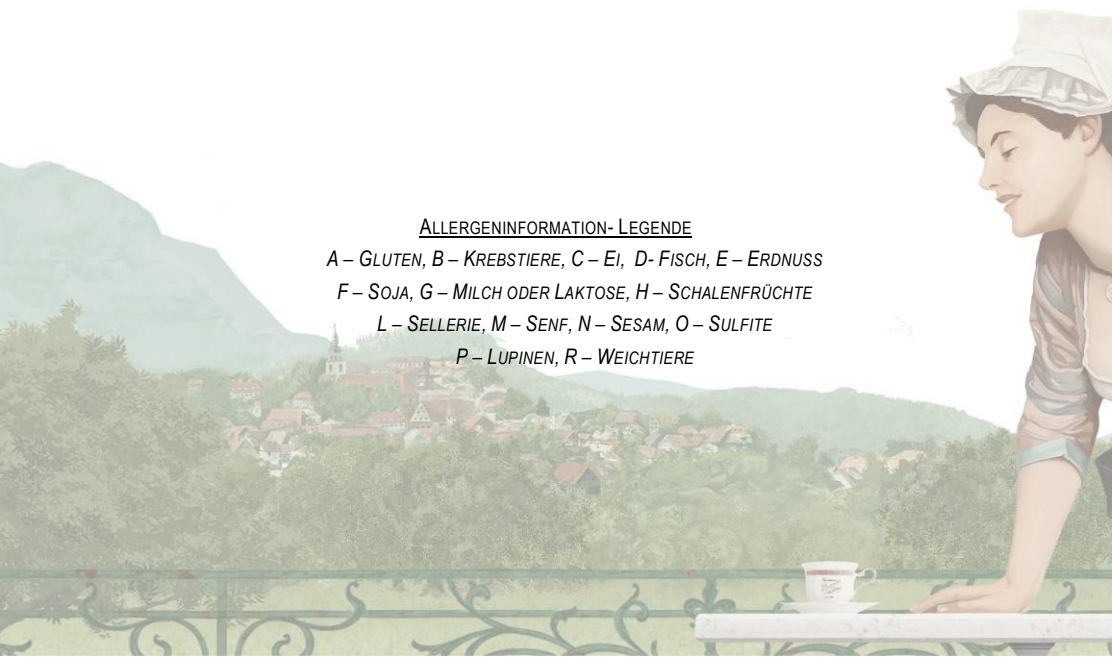 ALLERGENINFORMATION- LEGENDE
A – GLUTEN, B – KREBSTIERE, C – EI, D- FISCH, E – ERDNUSS
F – SOJA, G – MILCH ODER LAKTOSE, H – SCHALENFRÜCHTE
L – SELLERIE, M – SENF, N – SESAM, O – SULFITE
P – LUPINEN, R – WEICHTIERE